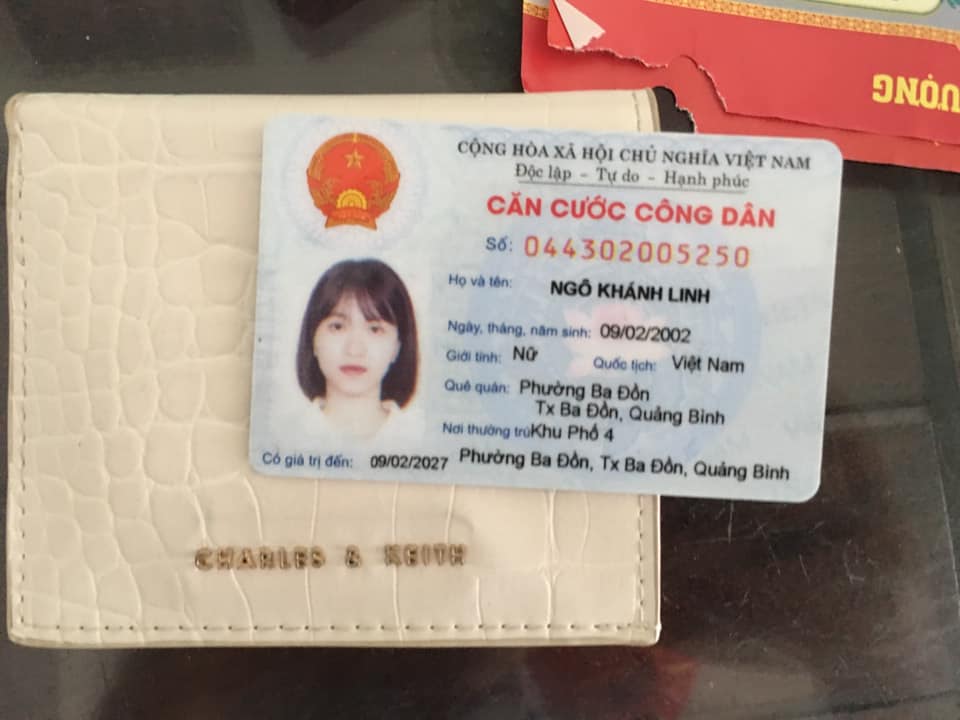 ƯỢNG
CỘNG HÒA XÃ HỘI CHỦ NGHĨA VIỆT NAM
Độc lập - Tự do - Hạnh phúc
CĂN CƯỚC CÔNG DÂN
Số: 044302005250
Họ và tên: NGÔ KHÁNH LINH
Ngày, tháng, năm sinh: 09/02/2002
Giới tính: Nữ Quốc tịch: Việt Nam
Quê quán: Phường Ba Đồn
Tx Ba Đồn, Quảng Bình
Nơi thường trú: Khu Phố 4
Phường Ba Đồn, Tx Ba Đồn, Quảng Bình
Có giá trị đến: 09/02/2027
CHARLES & KEITH